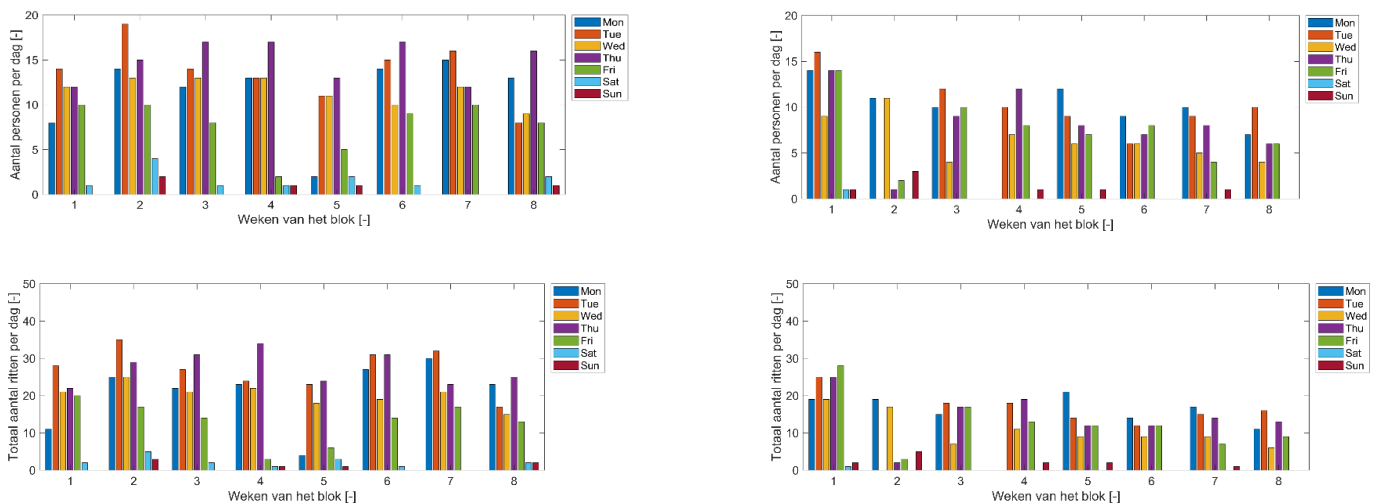 Aantal personen per dag [-]
20
15
10
5
0
1 2 3 4 5 6 7 8
Weken van het blok [-]
Mon
Tue
Wed
Thu
Fri
Sat
Sun
Aantal personen per dag [-]
20
15
10
5
0
1 2 3 4 5 6 7 8
Weken van het blok [-]
Mon
Tue
Wed
Thu
Fri
Sat
Sun
Totaal aantal ritten per dag [-]
50
40
30
20
10
0
1 2 3 4 5 6 7 8
Weken van het blok [-]
Mon
Tue
Wed
Thu
Fri
Sat
Sun
Totaal aantal ritten per dag [-]
50
40
30
20
10
0
1 2 3 4 5 6 7 8
Weken van het blok [-]
Mon
Tue
Wed
Thu
Fri
Sat
Sun